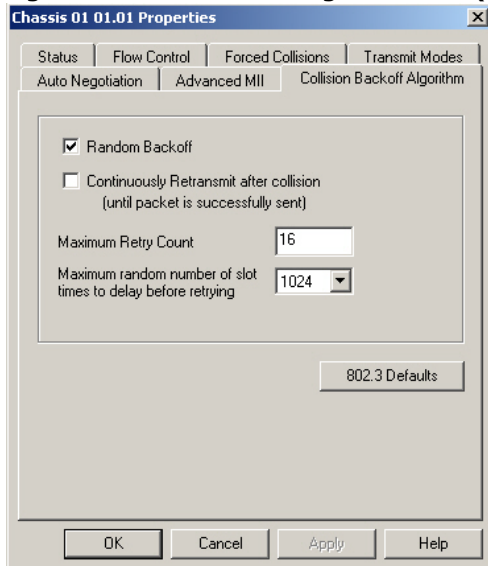 Chassis 01 01.01 Properties
Status
Flow Control
Forced Collisions
Transmit Modes
Auto Negotiation
Advanced MII
Collision Backoff Algorithm
Random Backoff
Continuously Retransmit after collision
(until packet is successfully sent)
Maximum Retry Count
16
Maximum random number of slot
times to delay before retrying
1024
802.3 Defaults
OK
Cancel
Apply
Help